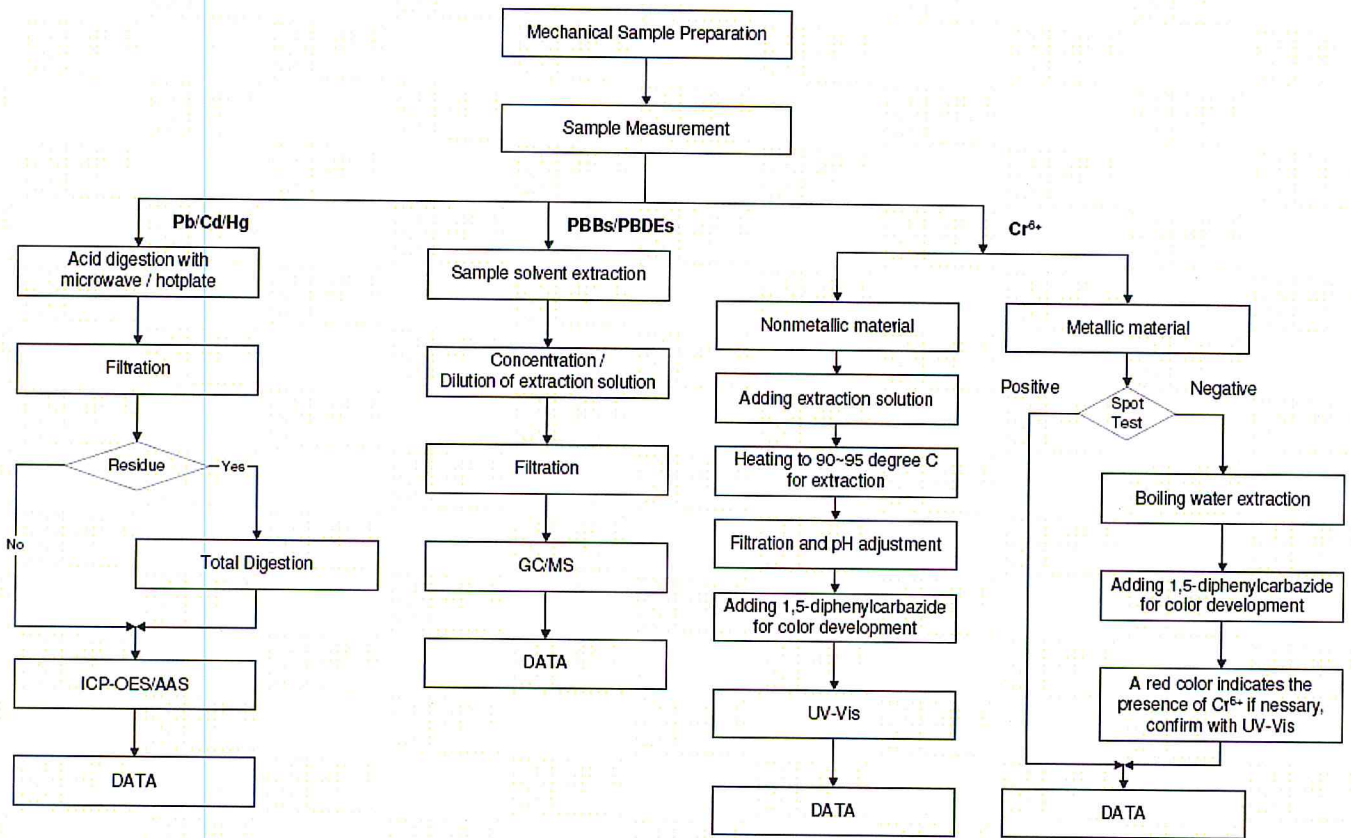 Mechanical Sample Preparation
Sample Measurement
Pb/Cd/Hg
Acid digestion with
microwave / hotplate
Filtration
Residue
Yes
No
Total Digestion
ICP-OES/AAS
DATA
PBBs/PBDEs
Sample solvent extraction
Concentration /
Dilution of extraction solution
Filtration
GC/MS
DATA
Cr⁶⁺
Nonmetallic material
Adding extraction solution
Heating to 90~95 degree C
for extraction
Filtration and pH adjustment
Adding 1,5-diphenylcarbazide
for color development
UV-Vis
DATA
Metallic material
Positive
Negative
Spot
Test
Boiling water extraction
Adding 1,5-diphenylcarbazide
for color development
A red color indicates the
presence of Cr⁶⁺ if nessary,
confirm with UV-Vis
DATA